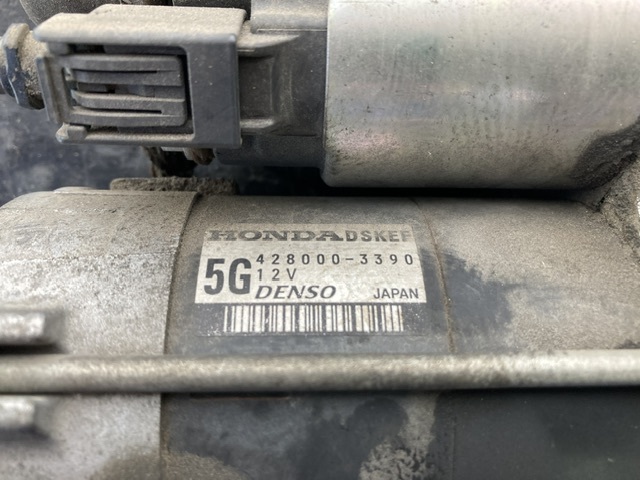 HONDA DSKEF
5G 428000-3390
12V
DENSO JAPAN